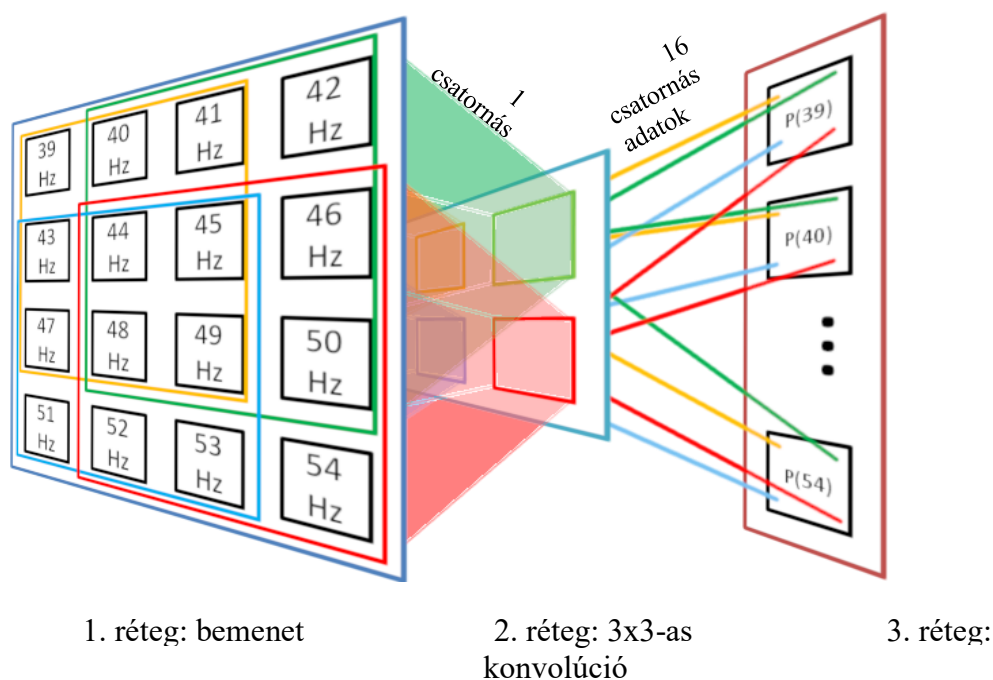 39
Hz
40
Hz
41
Hz
42
Hz
43
Hz
44
Hz
45
Hz
46
Hz
47
Hz
48
Hz
49
Hz
50
Hz
51
Hz
52
Hz
53
Hz
54
Hz
1
csatornás
16
csatornás
adatok
P(39)
P(40)
P(54)
1. réteg: bemenet
2. réteg: 3x3-as
konvolúció
3. réteg: